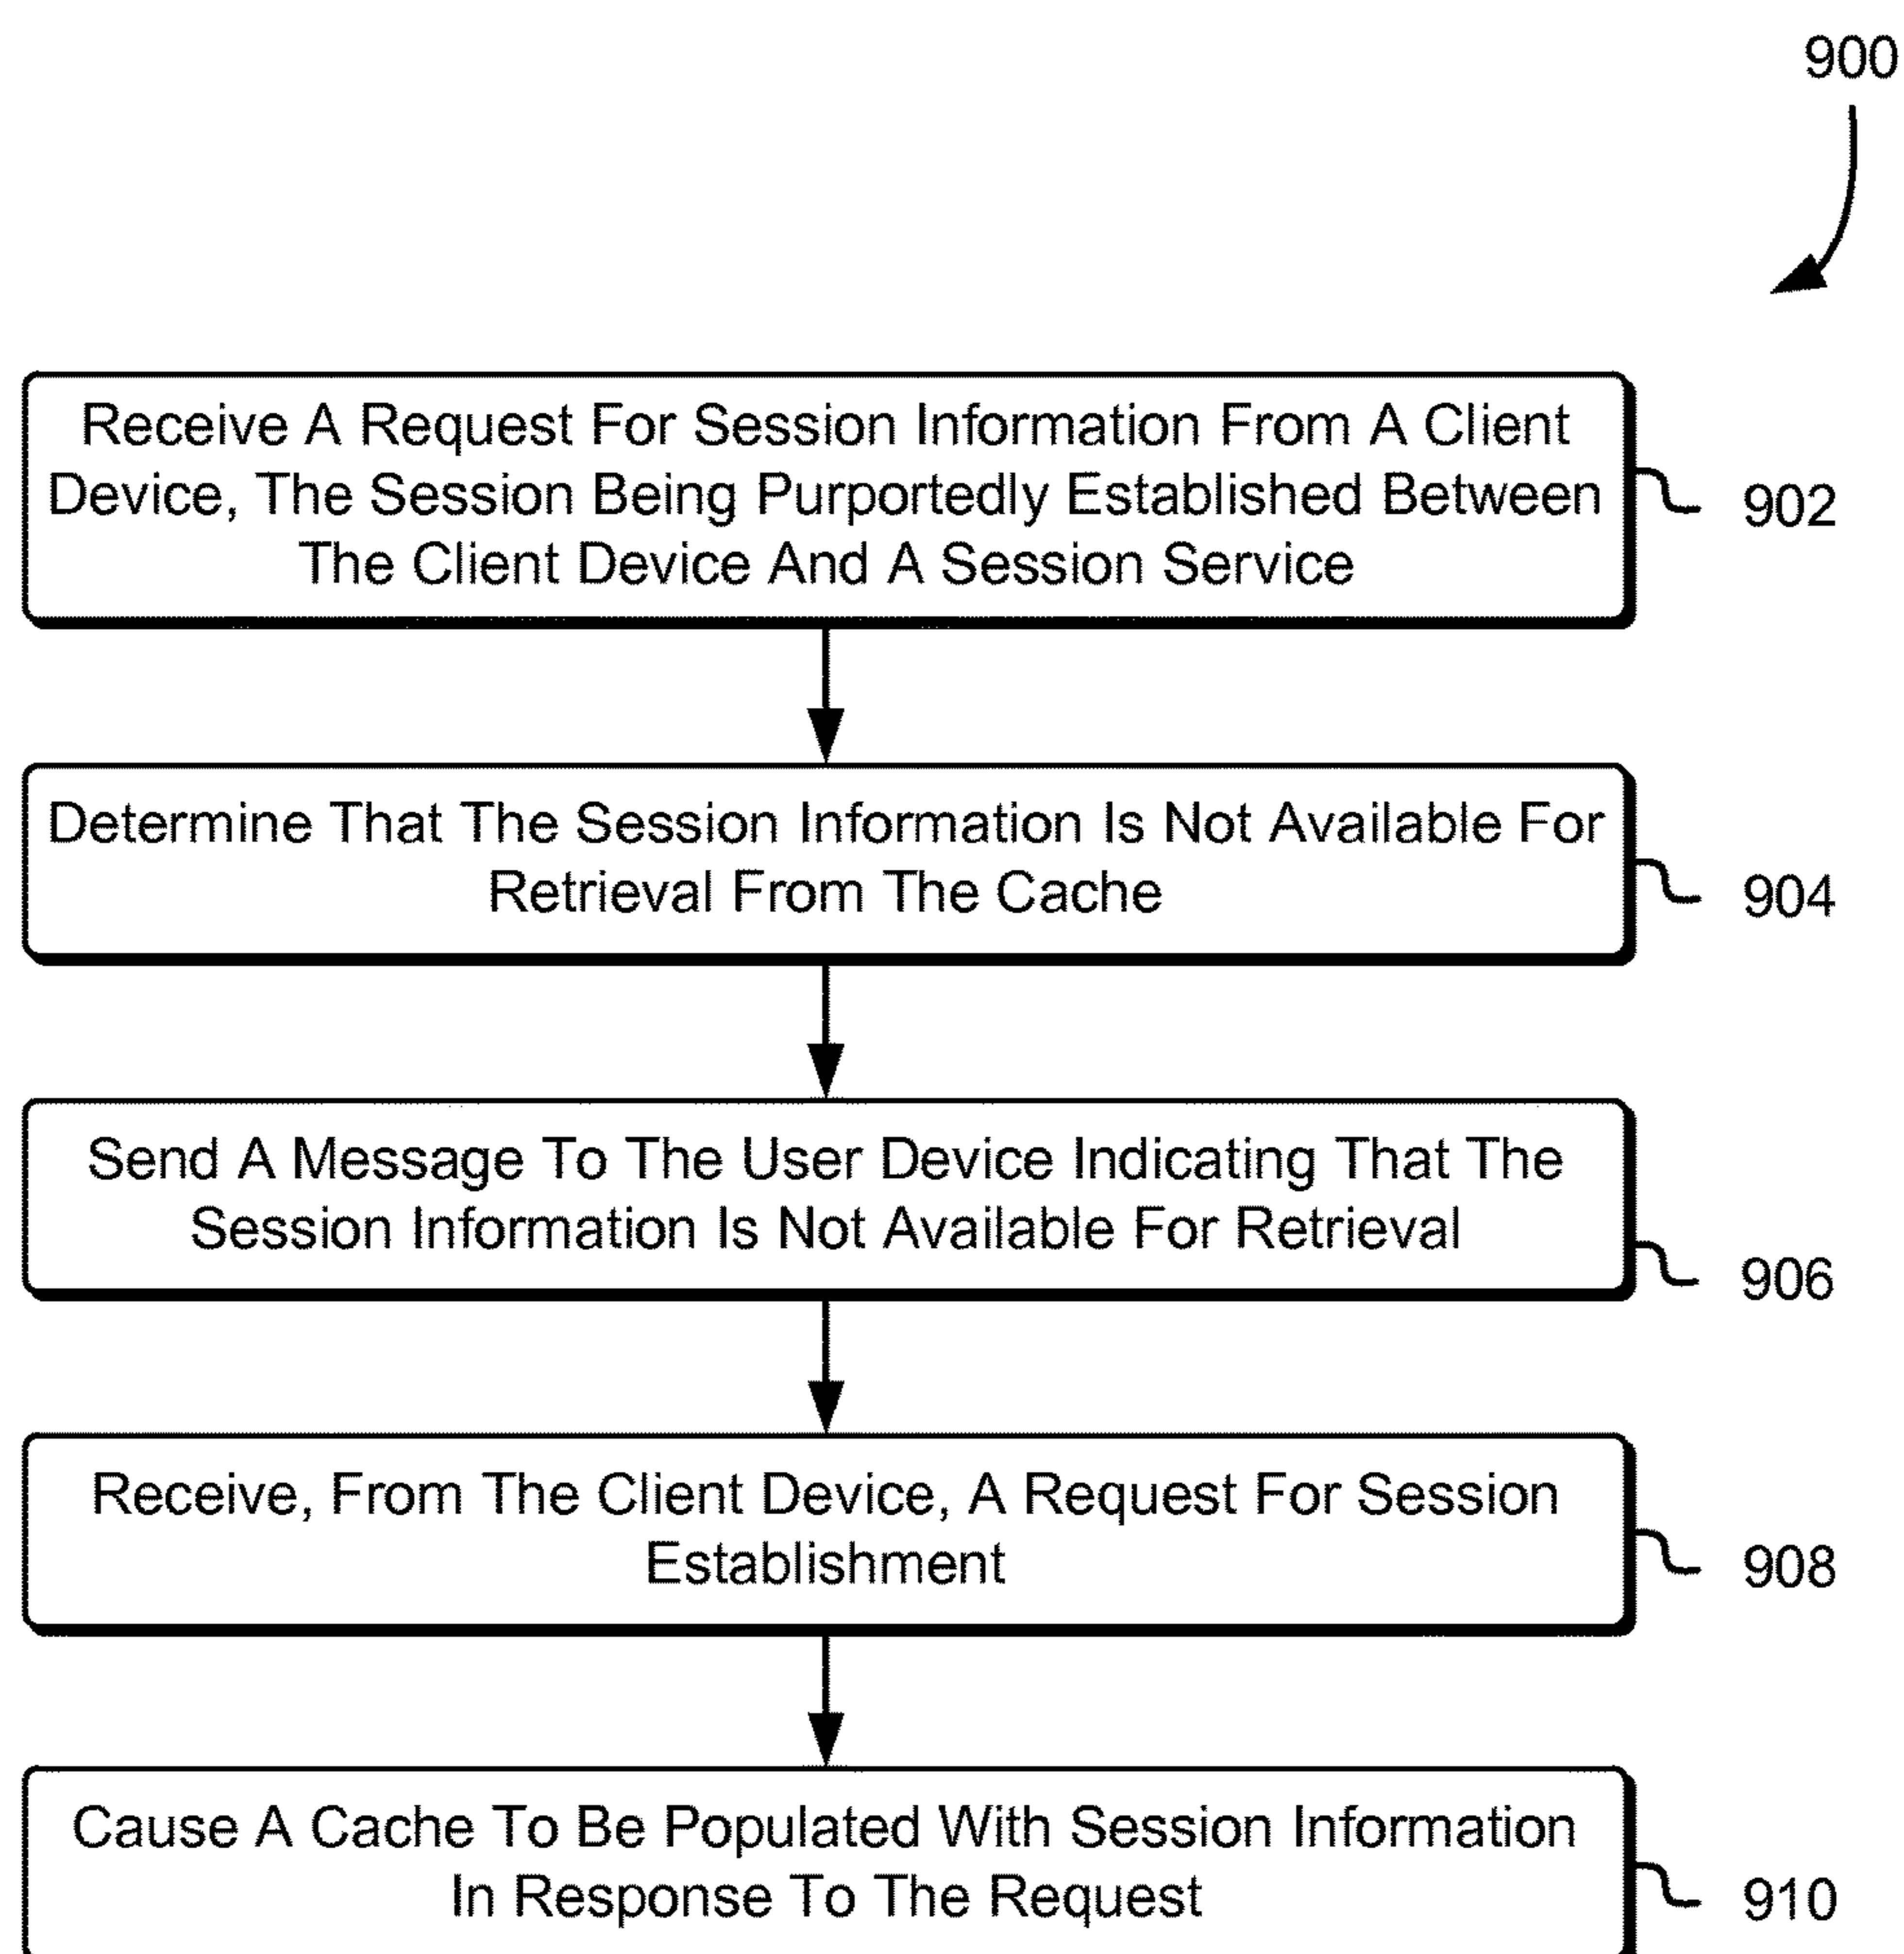 900
Receive A Request For Session Information From A Client
Device, The Session Being Purportedly Established Between
The Client Device And A Session Service
902
Determine That The Session Information Is Not Available For
Retrieval From The Cache
904
Send A Message To The User Device Indicating That The
Session Information Is Not Available For Retrieval
906
Receive, From The Client Device, A Request For Session
Establishment
908
Cause A Cache To Be Populated With Session Information
In Response To The Request
910